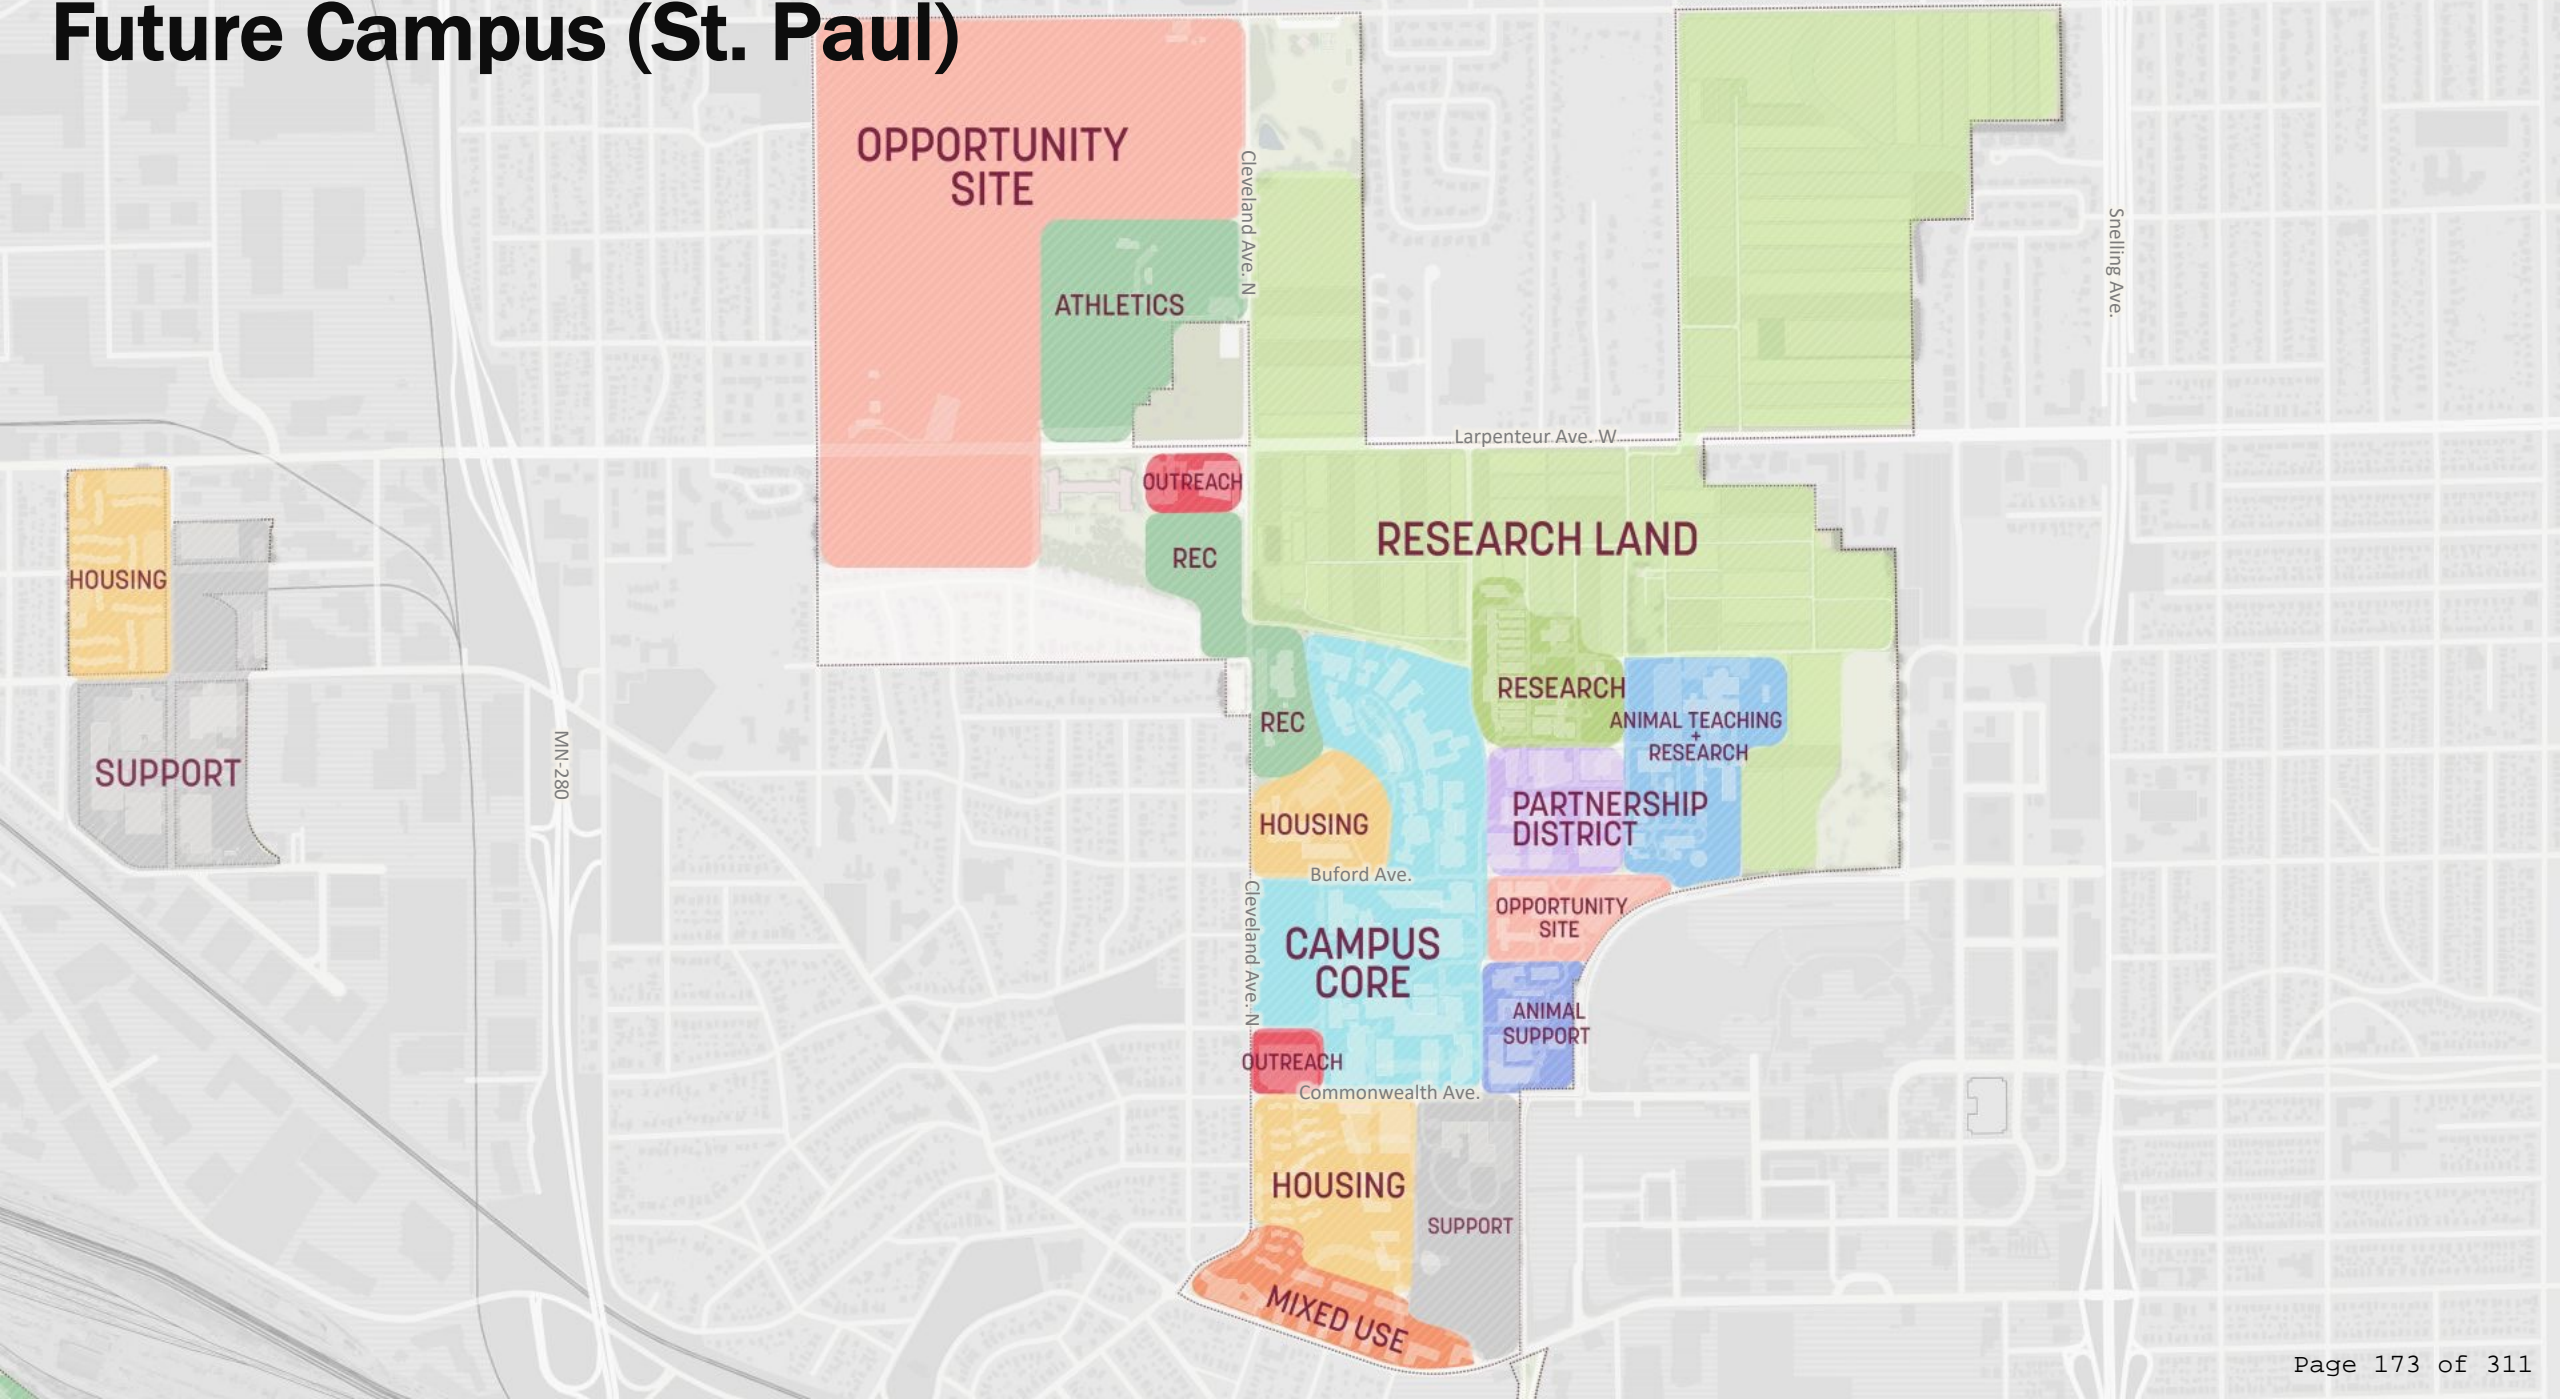 Future Campus (St. Paul)
OPPORTUNITY
SITE
Cleveland Ave. N
Snelling Ave.
ATHLETICS
Larpenteur Ave. W
OUTREACH
RESEARCH LAND
REC
HOUSING
RESEARCH
REC
ANIMAL TEACHING
+
RESEARCH
MN-280
SUPPORT
PARTNERSHIP
DISTRICT
HOUSING
Buford Ave.
OPPORTUNITY
SITE
Cleveland Ave. N
CAMPUS
CORE
ANIMAL
SUPPORT
OUTREACH
Commonwealth Ave.
HOUSING
SUPPORT
MIXED USE
Page 173 of 311